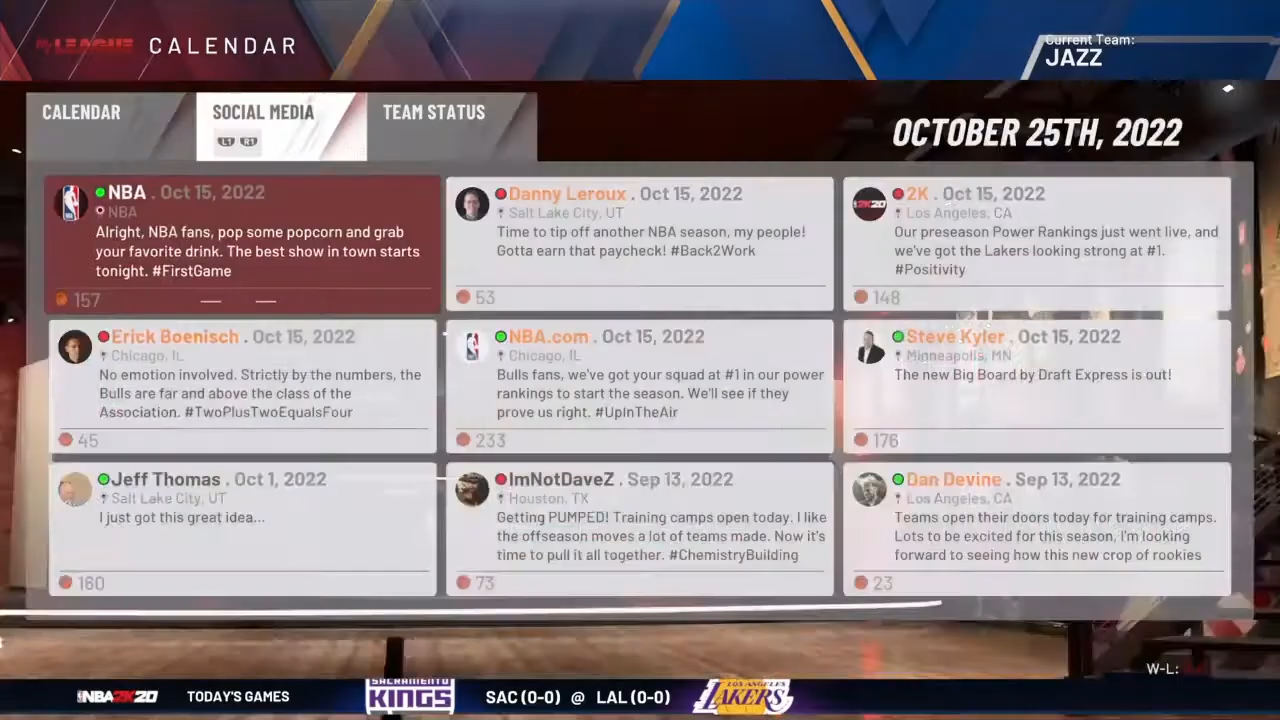 MyLEAGUE CALENDAR
Current Team:
JAZZ
CALENDAR
SOCIAL MEDIA
TEAM STATUS
L1 R1
OCTOBER 25TH, 2022
NBA . Oct 15, 2022
NBA
Alright, NBA fans, pop some popcorn and grab
your favorite drink. The best show in town starts
tonight. #FirstGame
157
Danny Leroux . Oct 15, 2022
Salt Lake City, UT
Time to tip off another NBA season, my people!
Gotta earn that paycheck! #Back2Work
53
2K20
2K . Oct 15, 2022
Los Angeles, CA
Our preseason Power Rankings just went live, and
we've got the Lakers looking strong at #1.
#Positivity
148
Erick Boenisch . Oct 15, 2022
Chicago, IL
No emotion involved. Strictly by the numbers, the
Bulls are far and above the class of the
Association. #TwoPlusTwoEqualsFour
45
NBA.com . Oct 15, 2022
Chicago, IL
Bulls fans, we've got your squad at #1 in our power
rankings to start the season. We'll see if they
prove us right. #UpInTheAir
233
Steve Kyler . Oct 15, 2022
Minneapolis, MN
The new Big Board by Draft Express is out!
176
Jeff Thomas . Oct 1, 2022
Salt Lake City, UT
I just got this great idea...
160
ImNotDaveZ . Sep 13, 2022
Houston, TX
Getting PUMPED! Training camps open today. I like
the offseason moves a lot of teams made. Now it's
time to pull it all together. #ChemistryBuilding
73
Dan Devine . Sep 13, 2022
Los Angeles, CA
Teams open their doors today for training camps.
Lots to be excited for this season, I'm looking
forward to seeing how this new crop of rookies
23
W-L:
NBA2K20 TODAY'S GAMES SACRAMENTO KINGS SAC (0-0) @ LAL (0-0) LOS ANGELES LAKERS